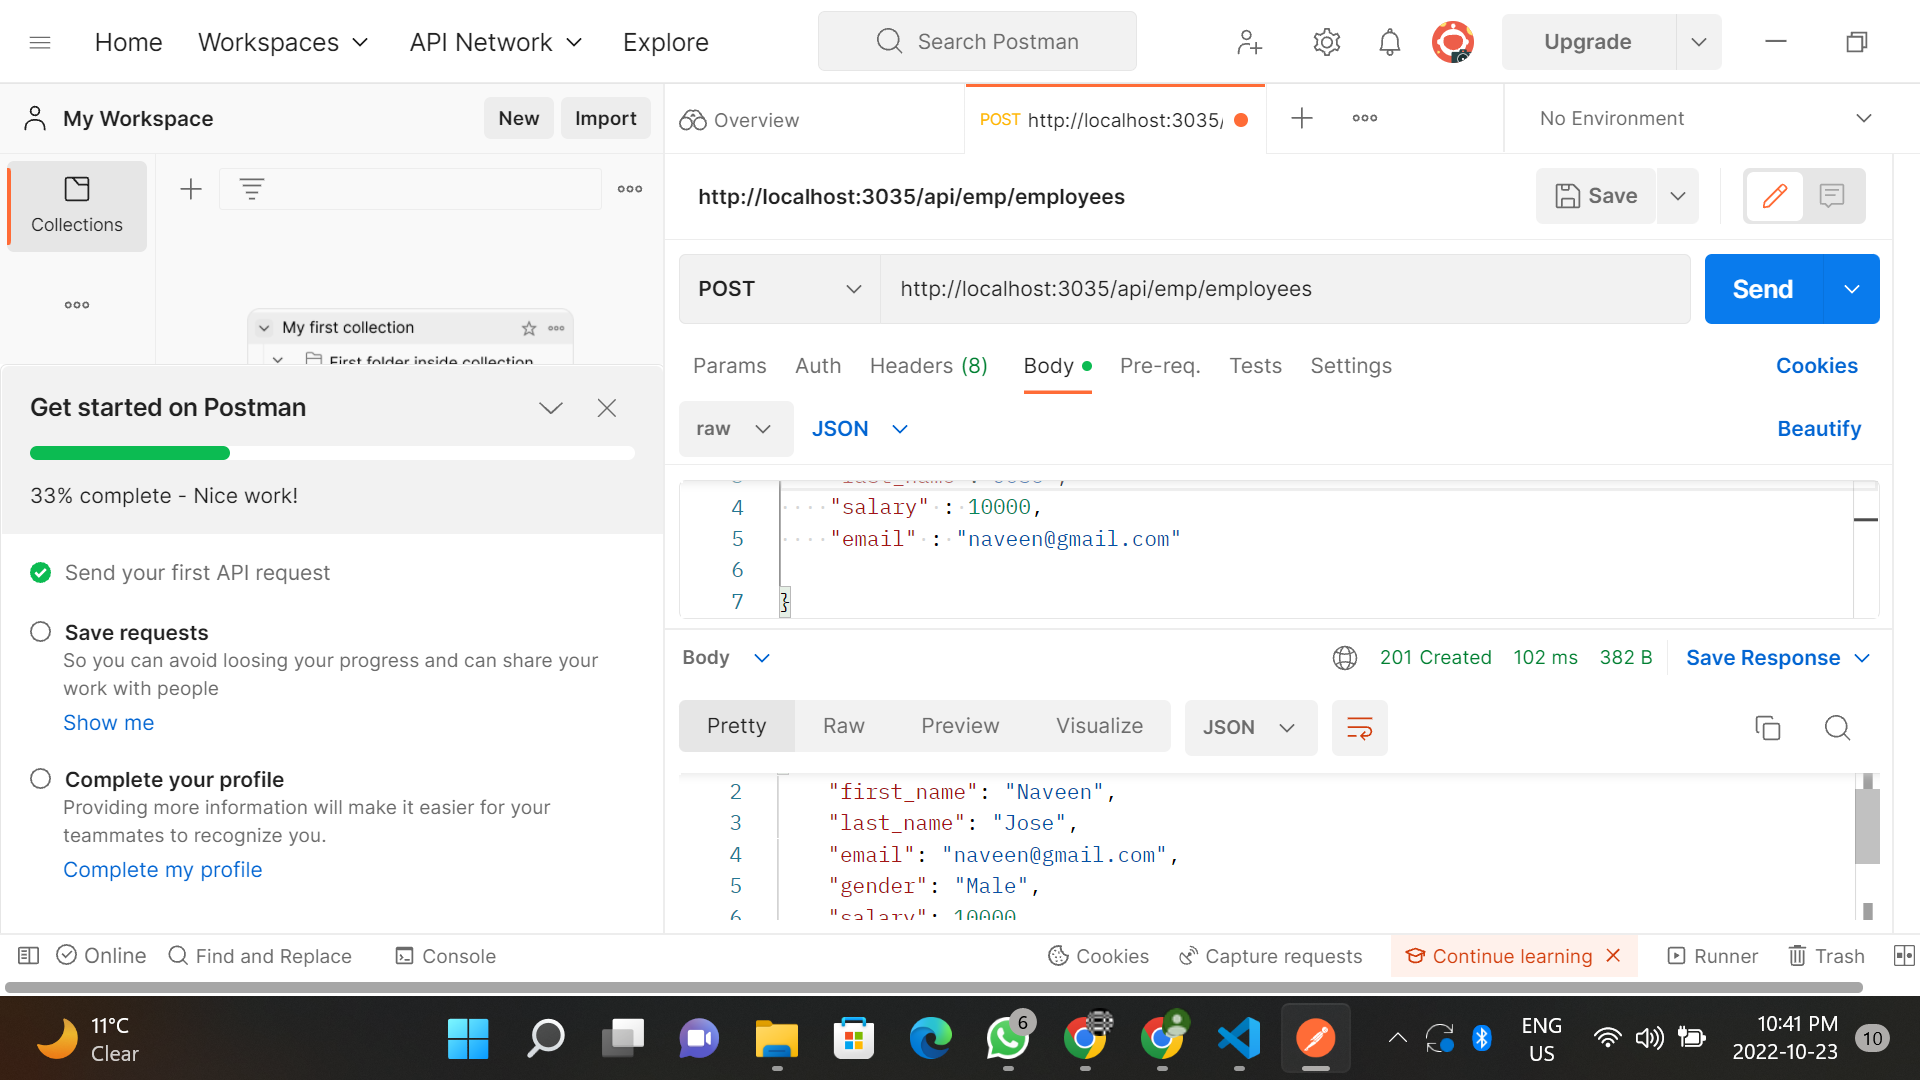 Home
Workspaces
API Network
Explore
Search Postman
Upgrade
My Workspace
New
Import
Overview
POST http://localhost:3035/
No Environment
Collections
My first collection
First folder inside collection
http://localhost:3035/api/emp/employees
Save
POST
http://localhost:3035/api/emp/employees
Send
Params
Auth
Headers (8)
Body
Pre-req.
Tests
Settings
Cookies
raw
JSON
Beautify
4 "salary" : 10000,
5 "email" : "naveen@gmail.com"
6
7 }
Get started on Postman
33% complete - Nice work!
Send your first API request
Save requests
So you can avoid loosing your progress and can share your
work with people
Show me
Complete your profile
Providing more information will make it easier for your
teammates to recognize you.
Complete my profile
Body
201 Created
102 ms
382 B
Save Response
Pretty
Raw
Preview
Visualize
JSON
2 "first_name": "Naveen",
3 "last_name": "Jose",
4 "email": "naveen@gmail.com",
5 "gender": "Male",
6 "salary": 10000
Online
Find and Replace
Console
Cookies
Capture requests
Continue learning
Runner
Trash
11°C
Clear
6
ENG
US
10:41 PM
2022-10-23
10